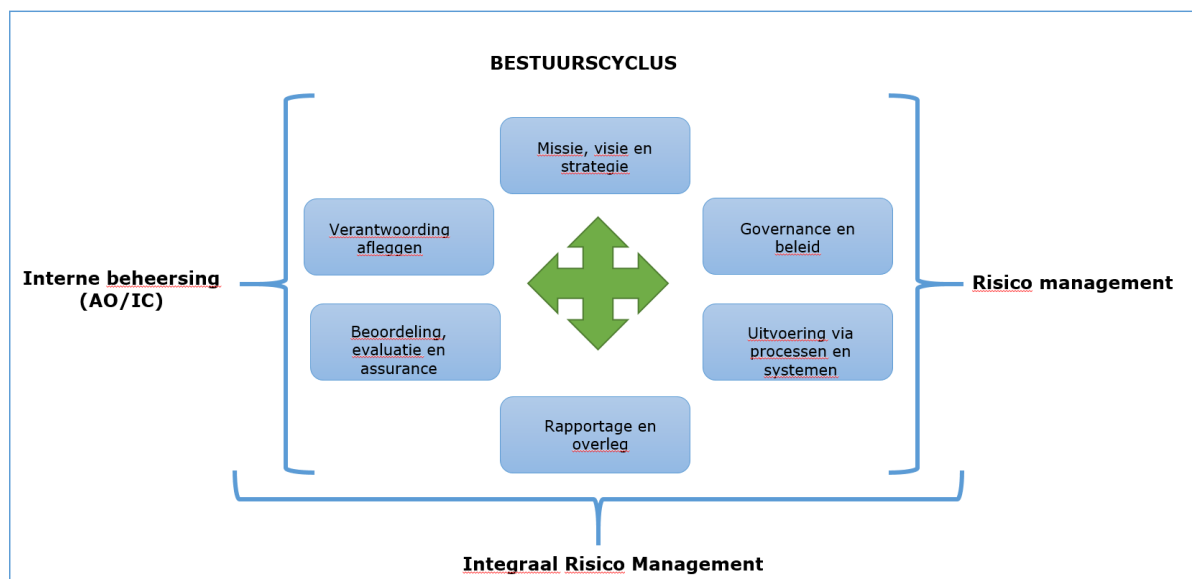 BESTUURSCYCLUS
Missie, visie en
strategie
Verantwoording
afleggen
Governance en
beleid
Interne beheersing
(AO/IC)
Risico management
Beoordeling,
evaluatie en
assurance
Uitvoering via
processen en
systemen
Rapportage en
overleg
Integraal Risico Management